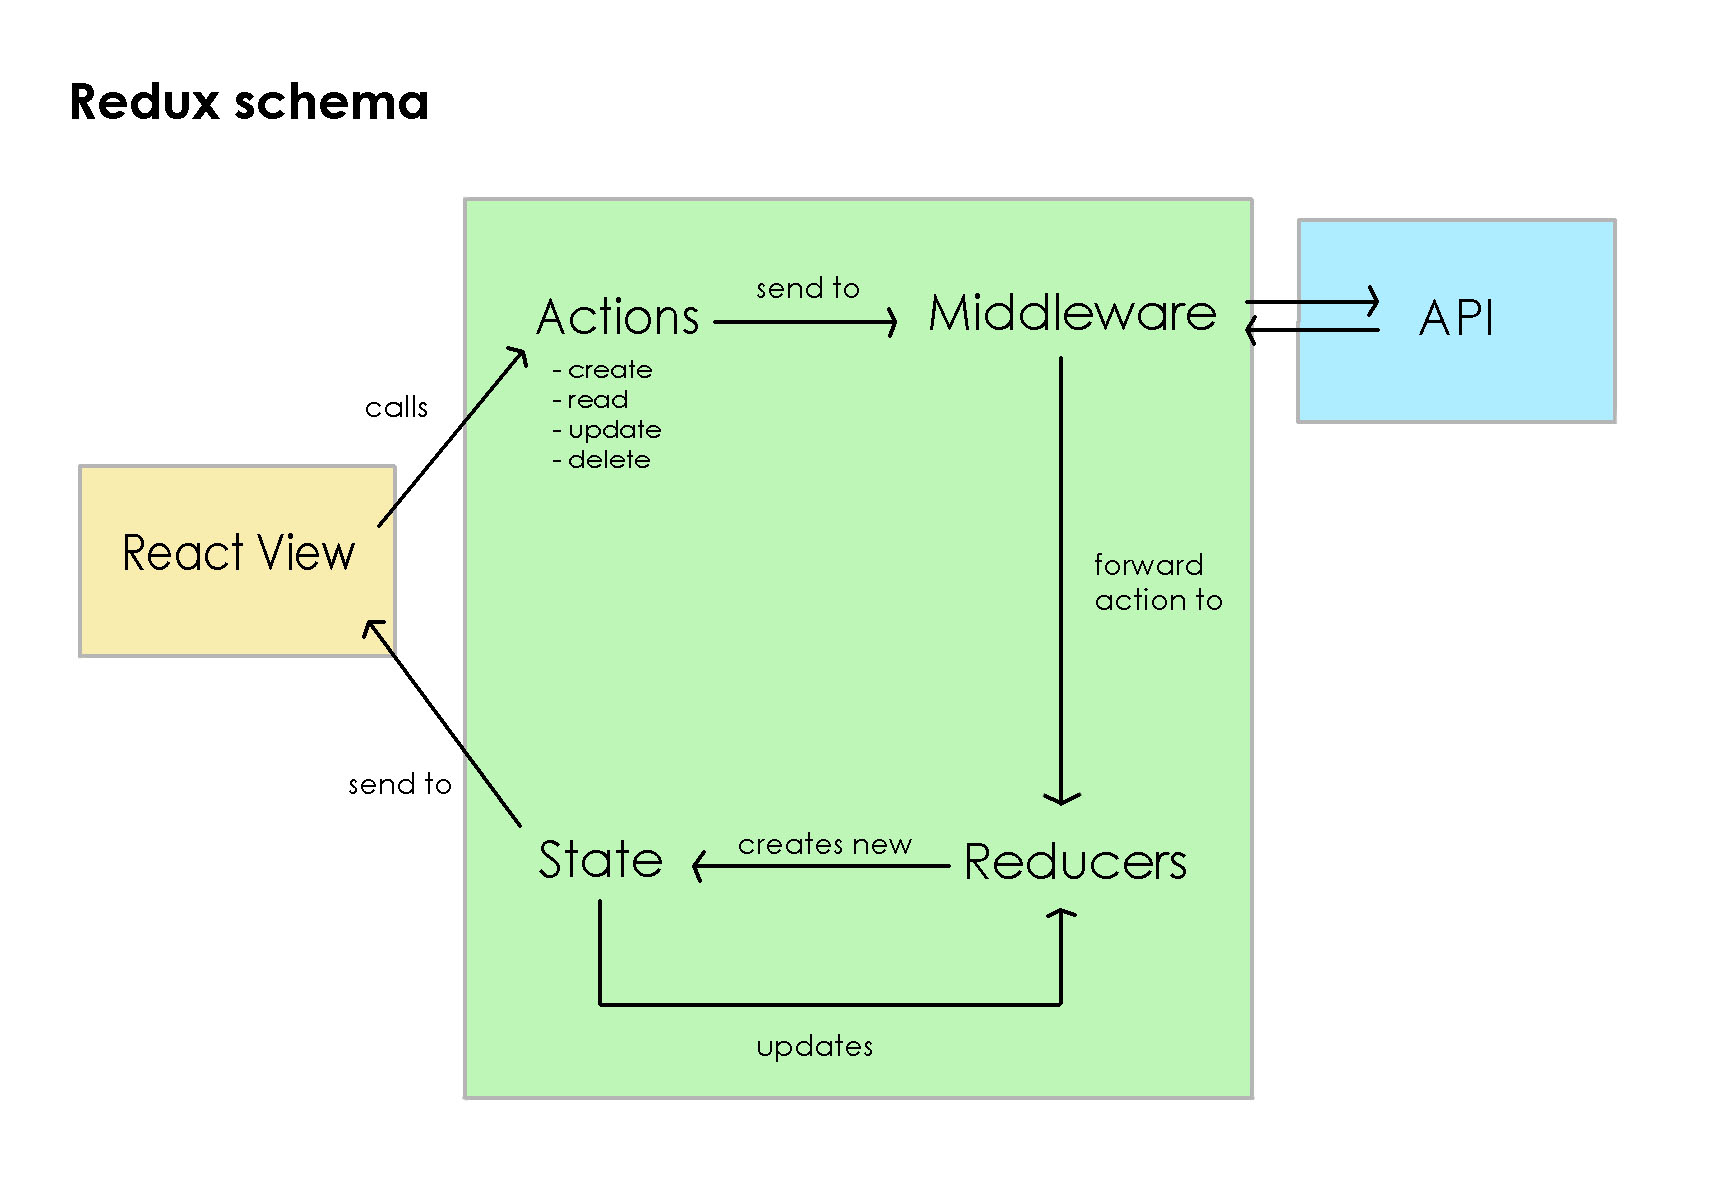 Redux schema
send to
Actions
Middleware
API
- create
- read
- update
- delete
calls
React View
forward
action to
send to
creates new
State
Reducers
updates